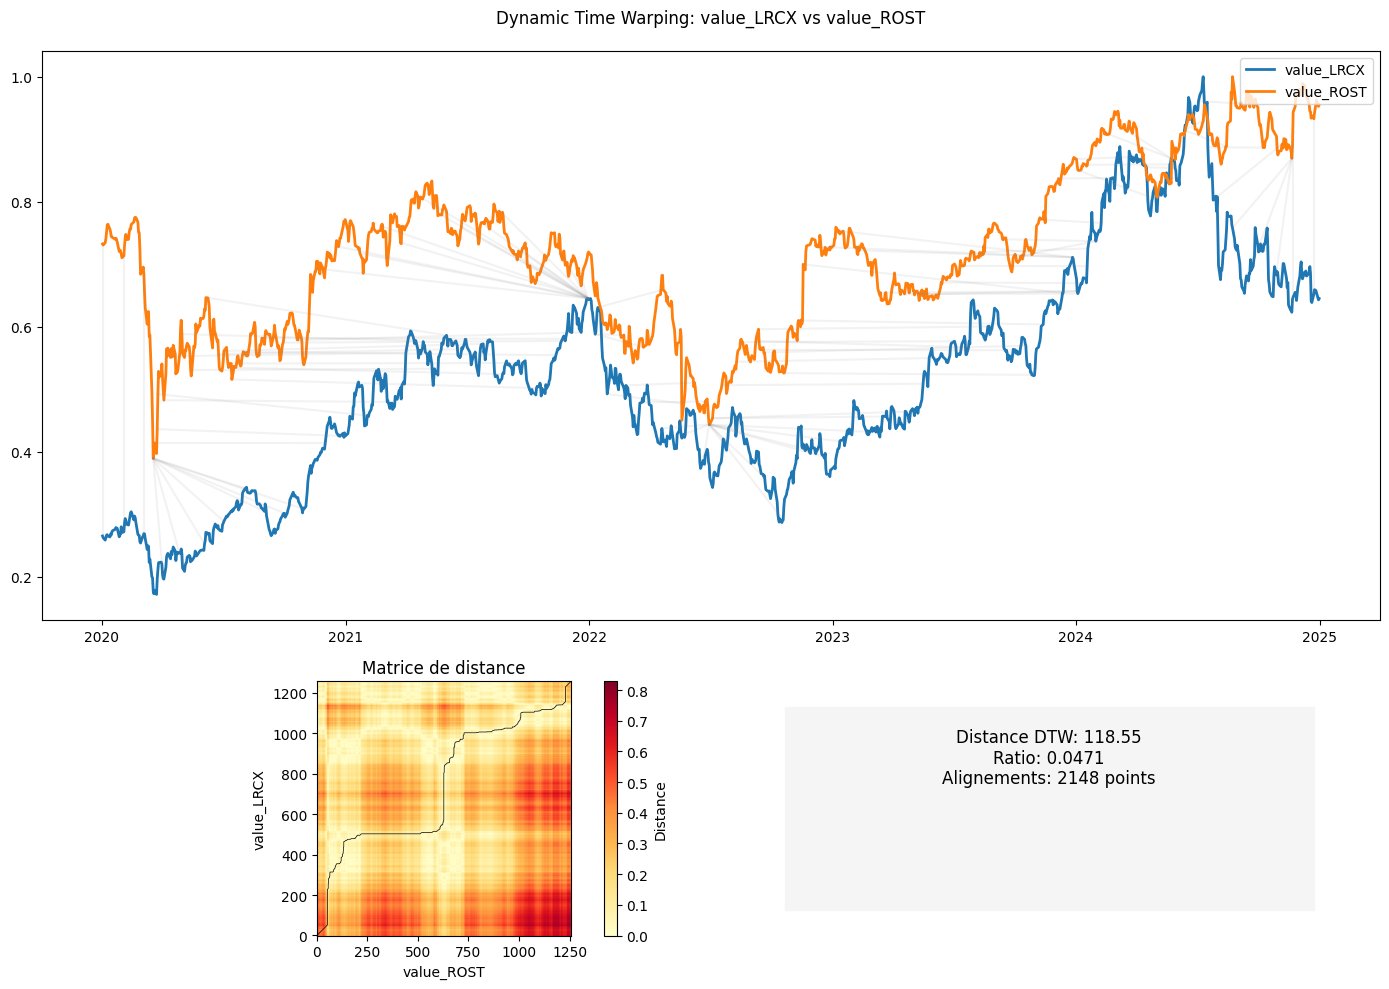 Dynamic Time Warping: value_LRCX vs value_ROST
value_LRCX
value_ROST
1.0
0.8
0.6
0.4
0.2
2020 2021 2022 2023 2024 2025
Matrice de distance
1200
1000
800
600
400
200
0
value_LRCX
0 250 500 750 1000 1250
value_ROST
0.8
0.7
0.6
0.5
0.4
0.3
0.2
0.1
0.0
Distance
Distance DTW: 118.55
Ratio: 0.0471
Alignements: 2148 points